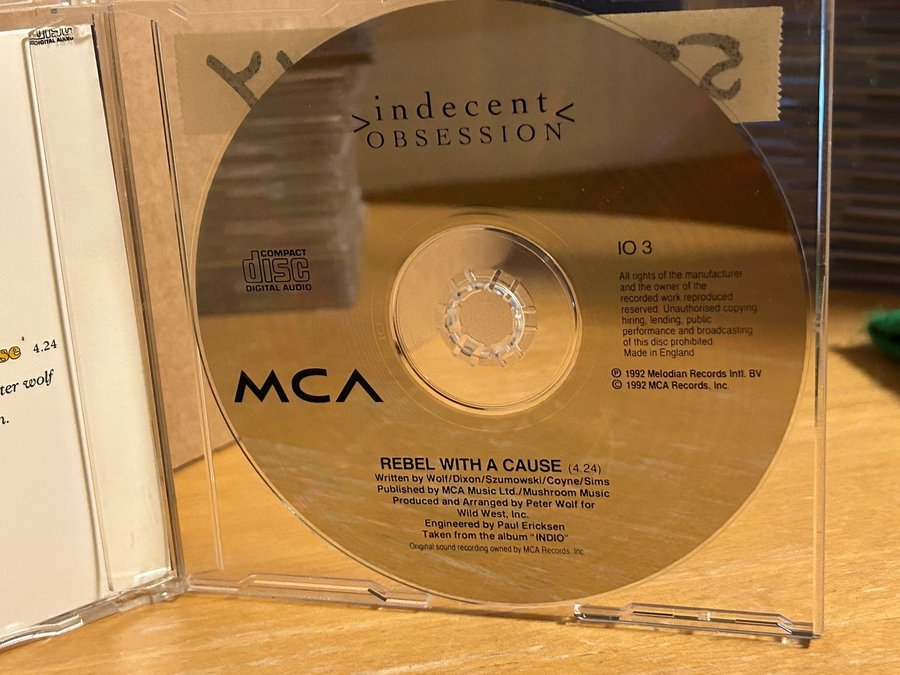 DIGITAL AUDIO
se' 4.24
ter wolf
n.
>indecent<
OBSESSION
COMPACT
disc
DIGITAL AUDIO
IO 3
All rights of the manufacturer
and the owner of the
recorded work reproduced
reserved. Unauthorised copying,
hiring, lending, public
performance and broadcasting
of this disc prohibited.
Made in England
℗ 1992 Melodian Records Intl. BV
© 1992 MCA Records, Inc.
MCA
REBEL WITH A CAUSE (4.24)
Written by Wolf/Dixon/Szumowski/Coyne/Sims
Published by MCA Music Ltd./Mushroom Music
Produced and Arranged by Peter Wolf for
Wild West, Inc.
Engineered by Paul Ericksen
Taken from the album "INDIO"
Original sound recording owned by MCA Records, Inc.